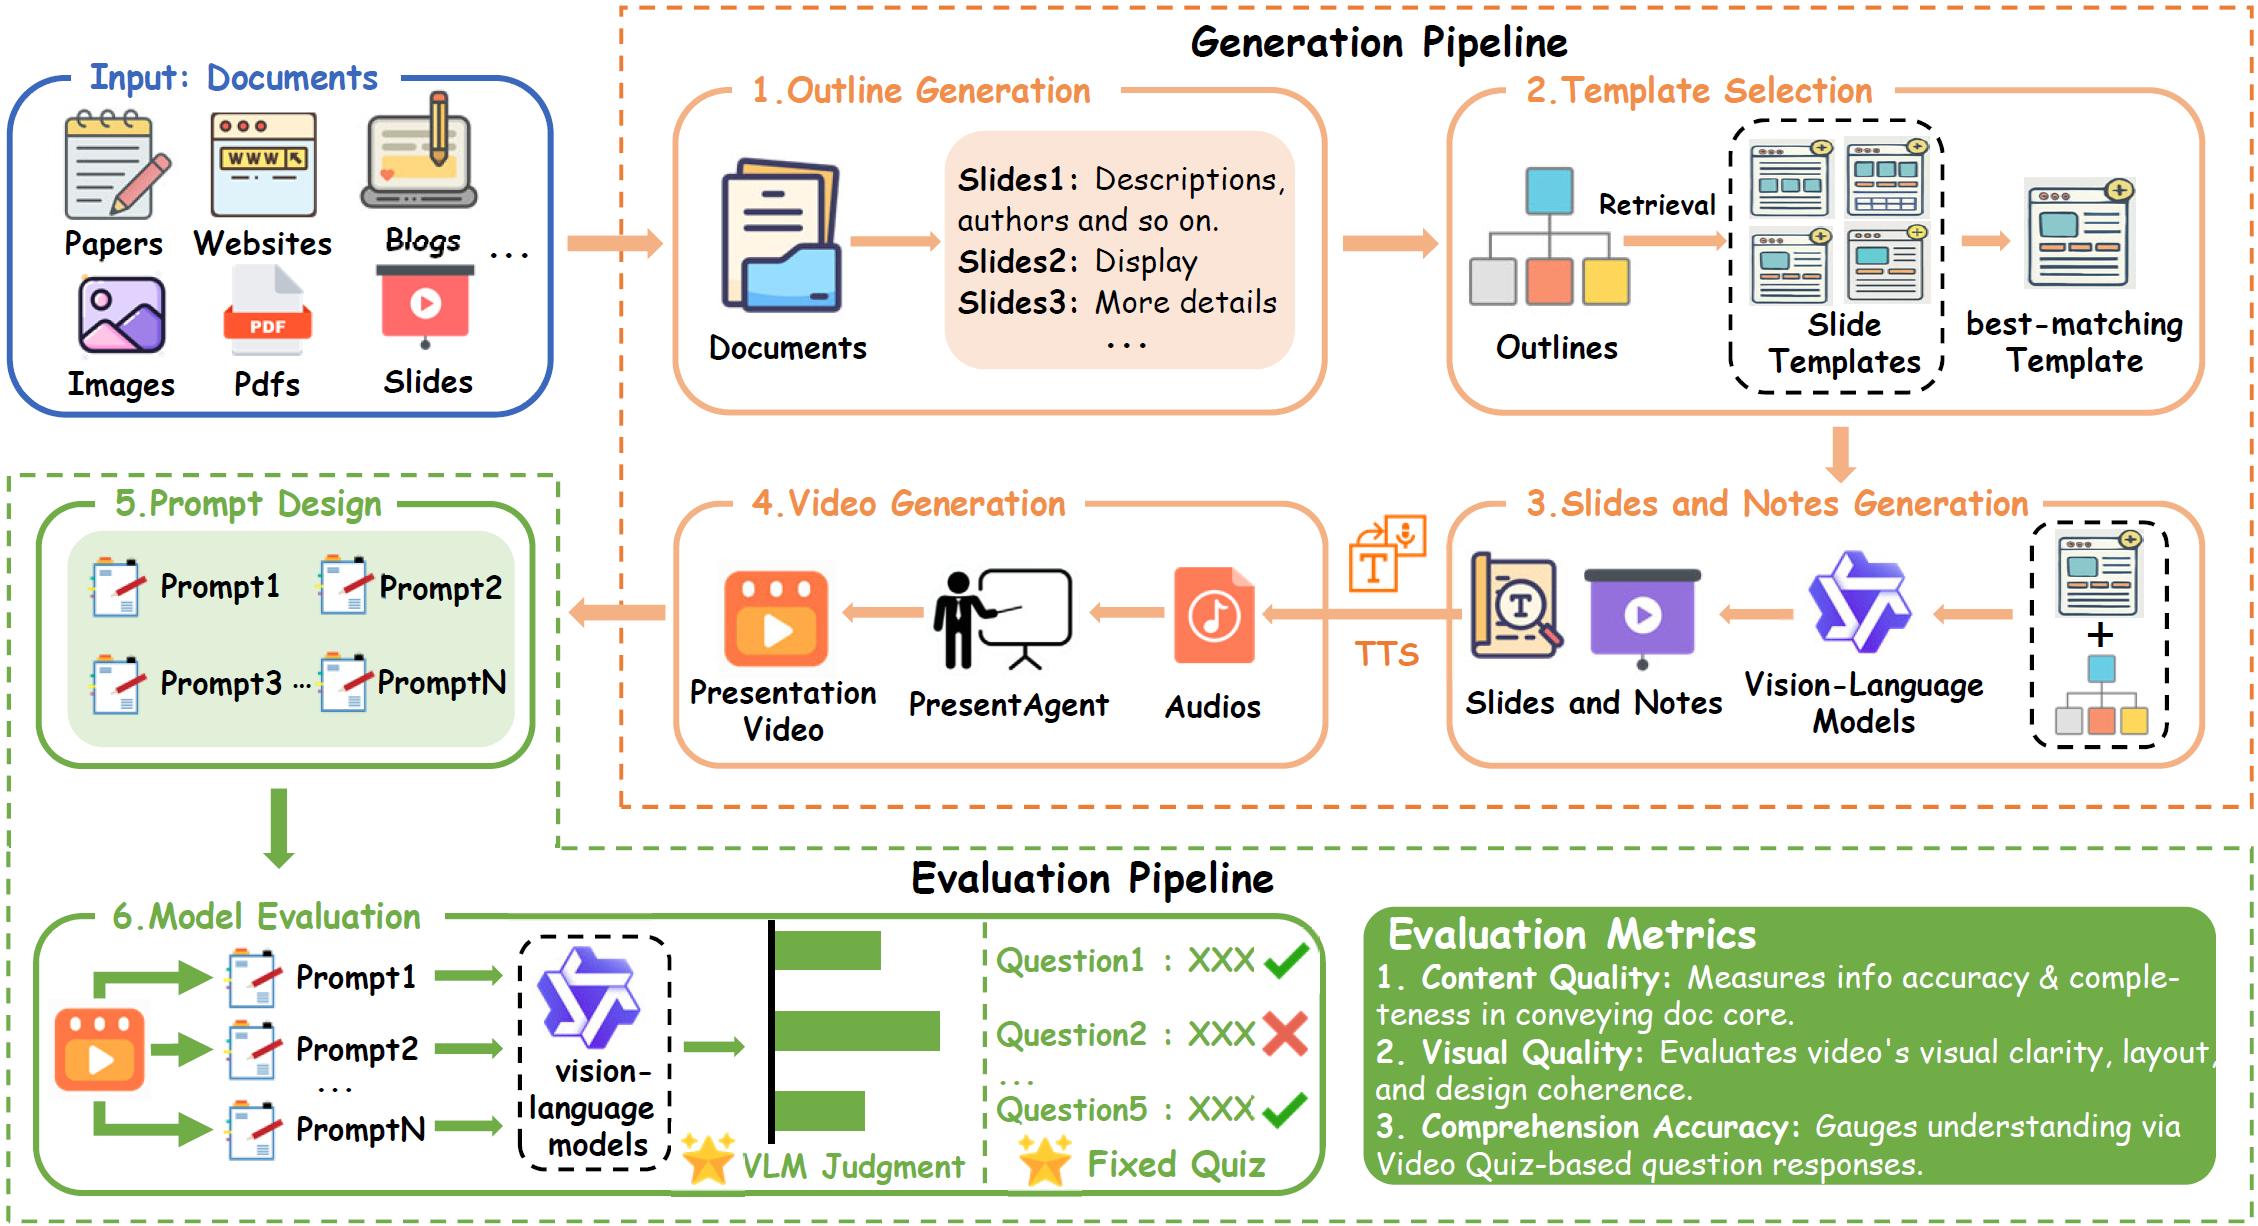 Generation Pipeline
Input: Documents
WWW
Papers
Websites
Blogs
...
PDF
Images
Pdfs
Slides
1.Outline Generation
Documents
Slides1: Descriptions,
authors and so on.
Slides2: Display
Slides3: More details
...
2.Template Selection
Outlines
Retrieval
Slide
Templates
best-matching
Template
3.Slides and Notes Generation
+
Vision-Language
Models
T
Slides and Notes
T
TTS
4.Video Generation
Audios
PresentAgent
Presentation
Video
5.Prompt Design
Prompt1
Prompt2
Prompt3 ...
PromptN
Evaluation Pipeline
6.Model Evaluation
Prompt1
Prompt2
...
PromptN
vision-
language
models
VLM Judgment
Question1 : XXX
Question2 : XXX
...
Question5 : XXX
Fixed Quiz
Evaluation Metrics
1. Content Quality: Measures info accuracy & comple-
teness in conveying doc core.
2. Visual Quality: Evaluates video's visual clarity, layout,
and design coherence.
3. Comprehension Accuracy: Gauges understanding via
Video Quiz-based question responses.